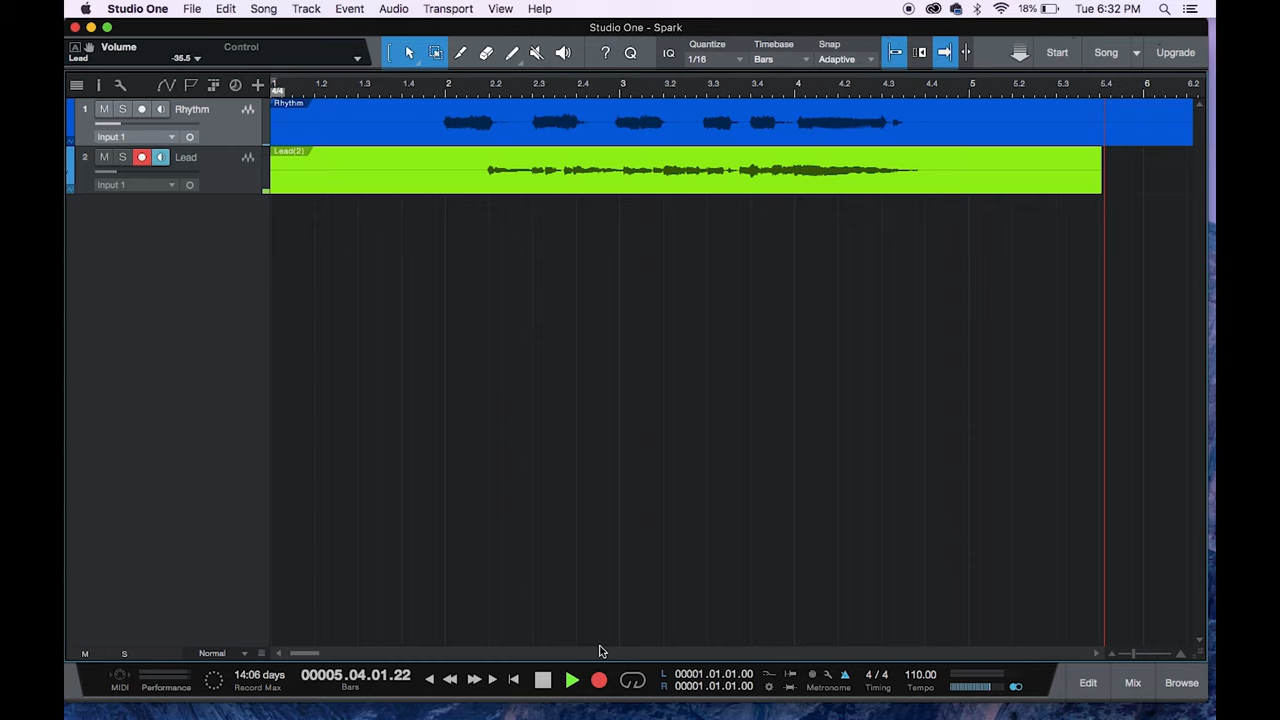 Studio One File Edit Song Track Event Audio Transport View Help 18% Tue 6:32 PM
Studio One - Spark
A Volume Control
Lead -35.5
? Q IQ Quantize Timebase Snap Start Song Upgrade
1/16 Bars Adaptive
1 1.2 1.3 1.4 2 2.2 2.3 2.4 3 3.2 3.3 3.4 4 4.2 4.3 4.4 5 5.2 5.3 5.4 6 6.2
4/4
1 M S Rhythm Rhythm
Input 1
2 M S Lead Lead(2)
Input 1
M S Normal
MIDI Performance 14:06 days 00005.04.01.22 L 00001.01.01.00 4 / 4 110.00 Edit Mix Browse
Record Max Bars R 00001.01.01.00 Metronome Timing Tempo